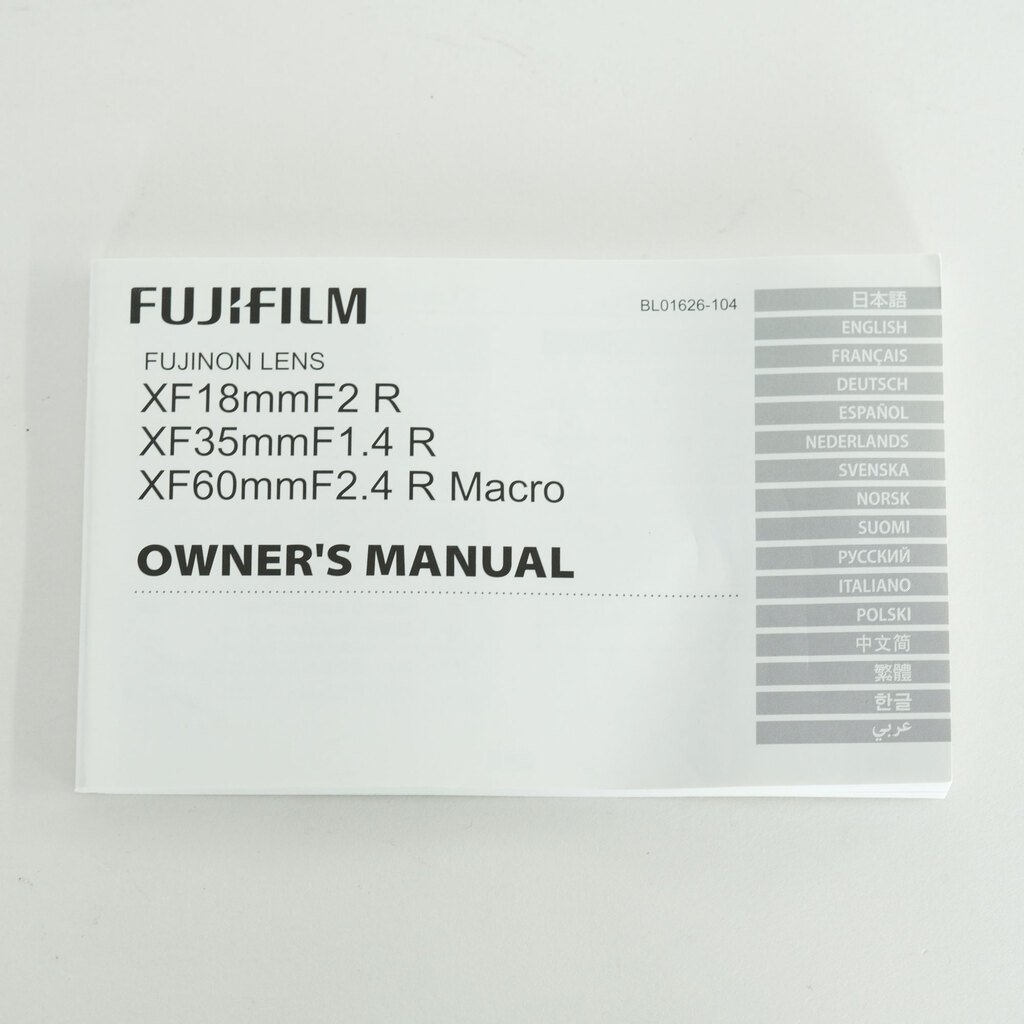 FUJIFILM
BL01626-104
FUJINON LENS
XF18mmF2 R
XF35mmF1.4 R
XF60mmF2.4 R Macro
OWNER'S MANUAL
日本語
ENGLISH
FRANÇAIS
DEUTSCH
ESPAÑOL
NEDERLANDS
SVENSKA
NORSK
SUOMI
РУССКИЙ
ITALIANO
POLSKI
中文简
繁體
한글
عربي